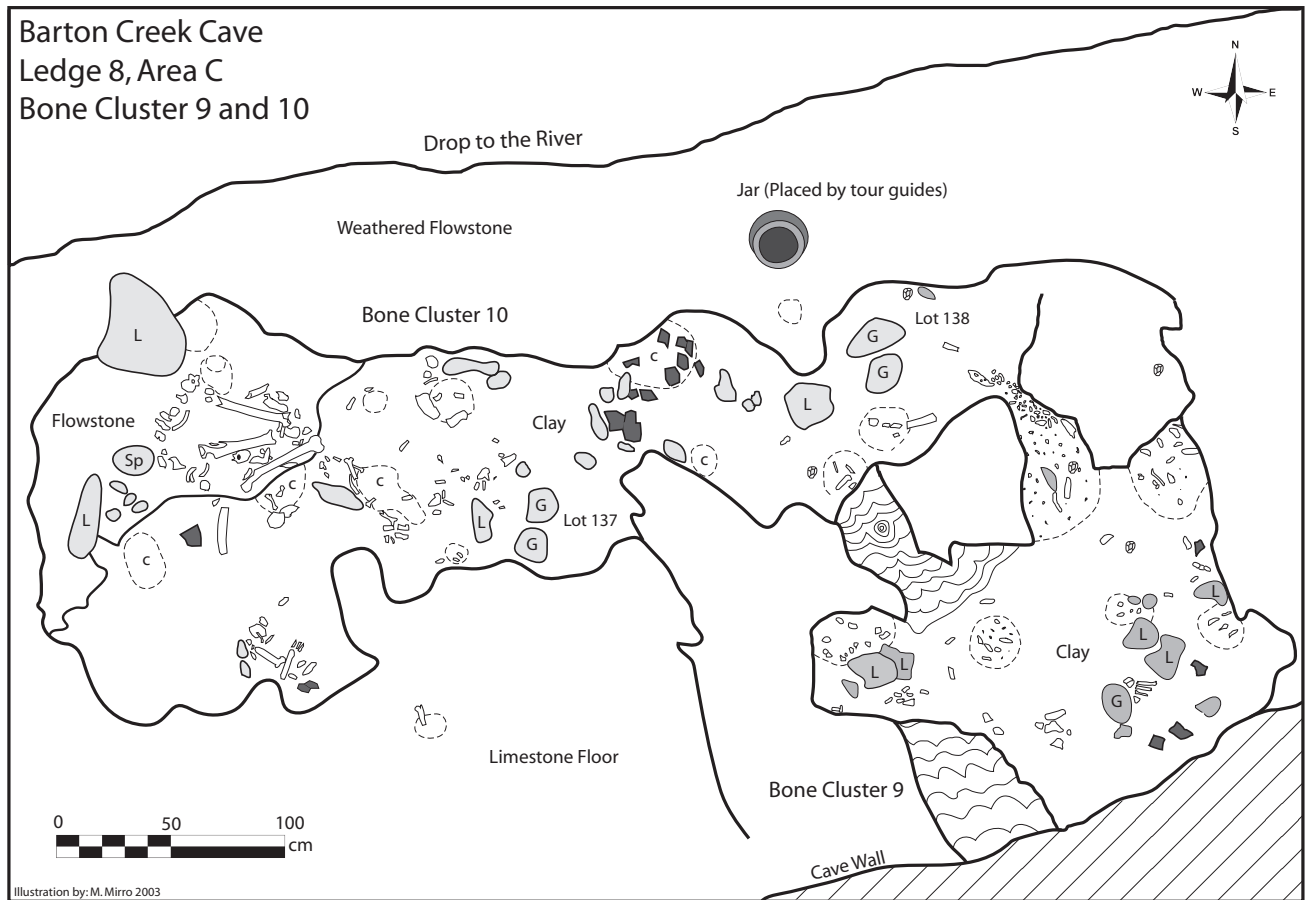 Barton Creek Cave
Ledge 8, Area C
Bone Cluster 9 and 10
N
W
E
S
Drop to the River
Jar (Placed by tour guides)
Weathered Flowstone
Bone Cluster 10
Lot 138
L
G
c
G
Flowstone
Clay
L
Sp
c
c
c
L
L
G
Lot 137
G
c
L
L
L
L
Clay
L
L
G
Limestone Floor
Bone Cluster 9
0 50 100
cm
Cave Wall
Illustration by: M. Mirro 2003